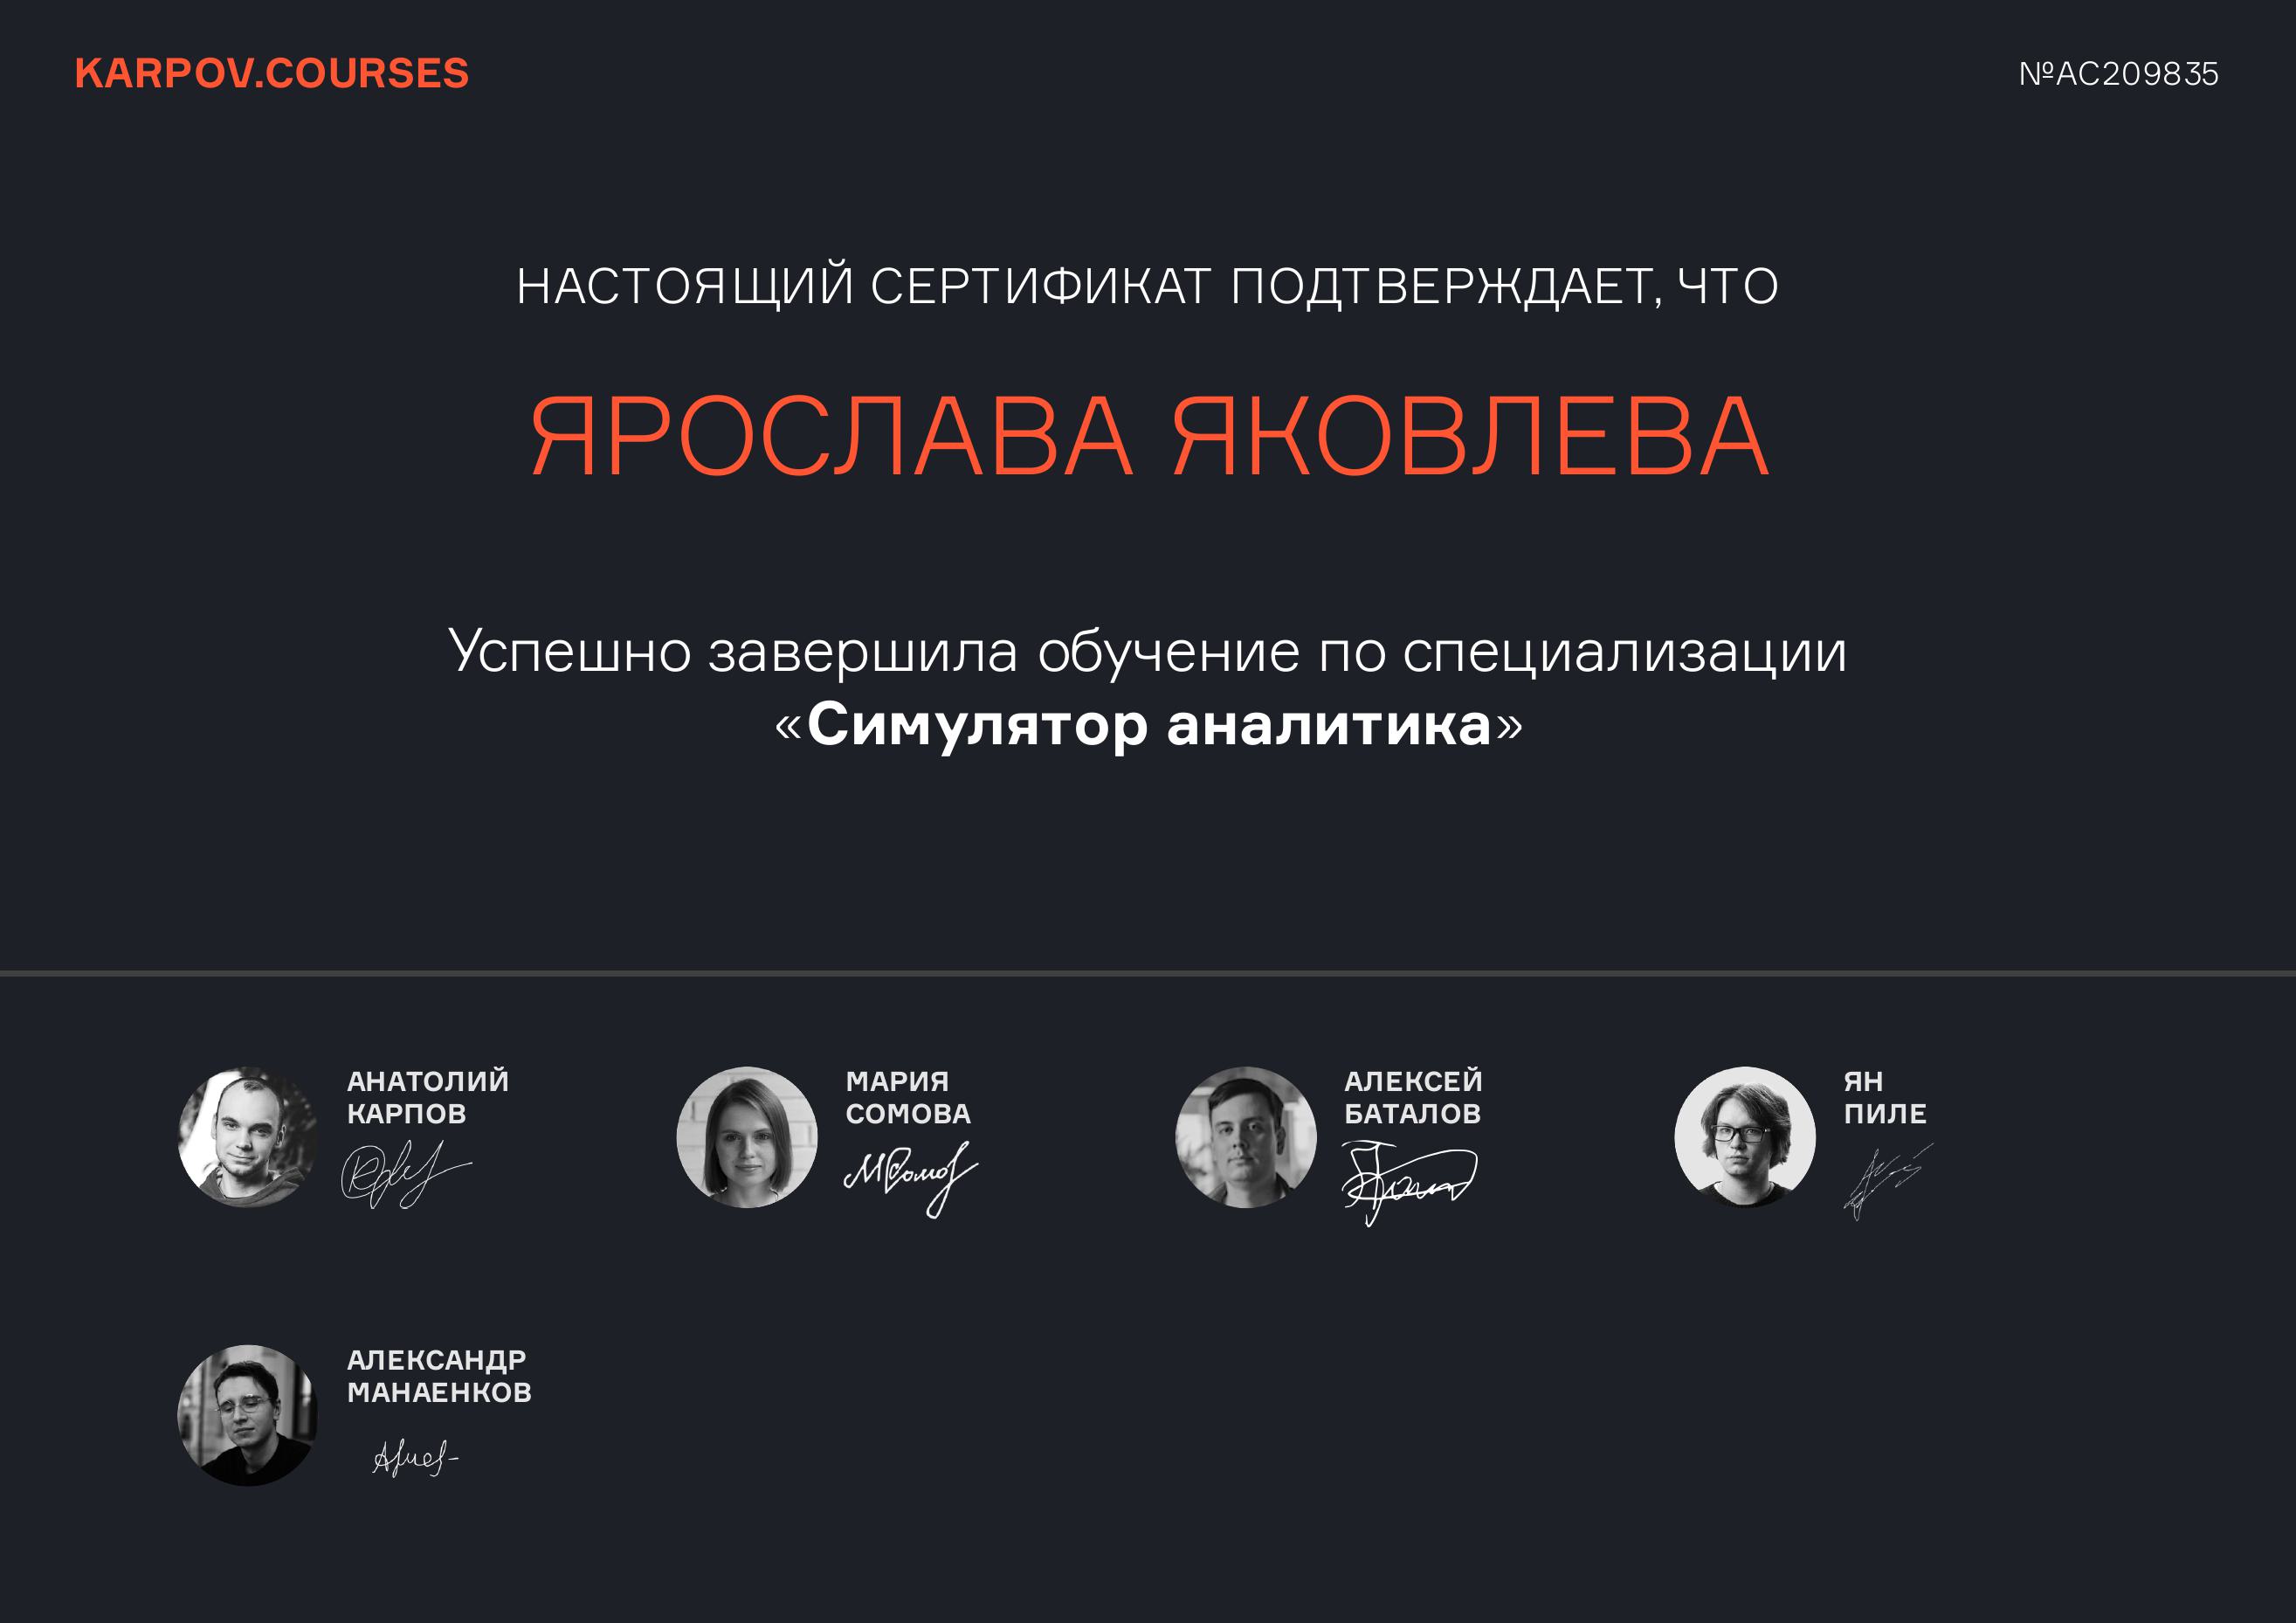 KARPOV.COURSES
№AC209835
НАСТОЯЩИЙ СЕРТИФИКАТ ПОДТВЕРЖДАЕТ, ЧТО
ЯРОСЛАВА ЯКОВЛЕВА
Успешно завершила обучение по специализации
«Симулятор аналитика»
АНАТОЛИЙ
КАРПОВ
МАРИЯ
СОМОВА
АЛЕКСЕЙ
БАТАЛОВ
ЯН
ПИЛЕ
АЛЕКСАНДР
МАНАЕНКОВ